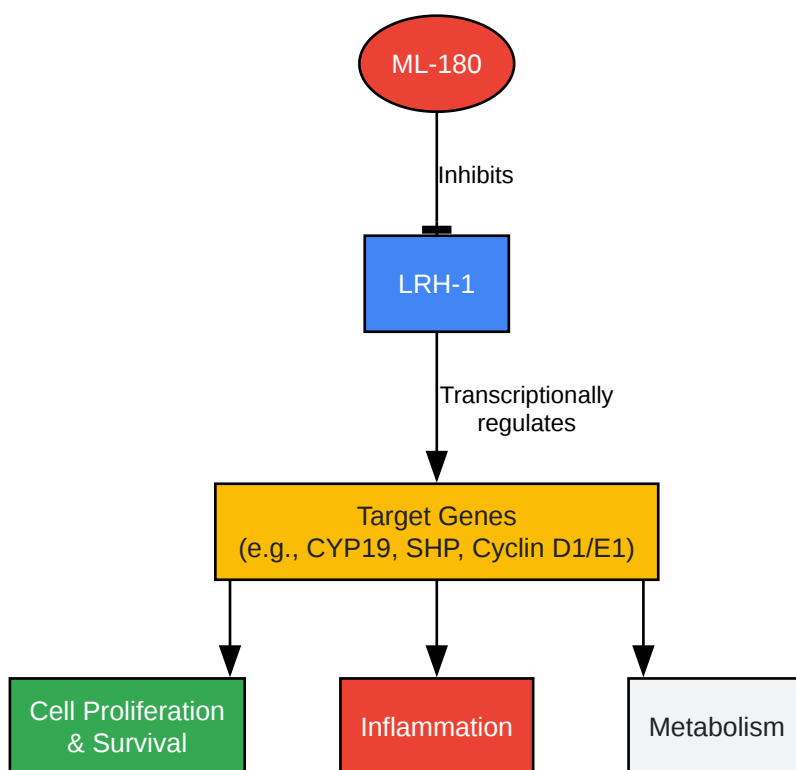 ML-180
Inhibits
LRH-1
Transcriptionally
regulates
Target Genes
(e.g., CYP19, SHP, Cyclin D1/E1)
Cell Proliferation
& Survival
Inflammation
Metabolism